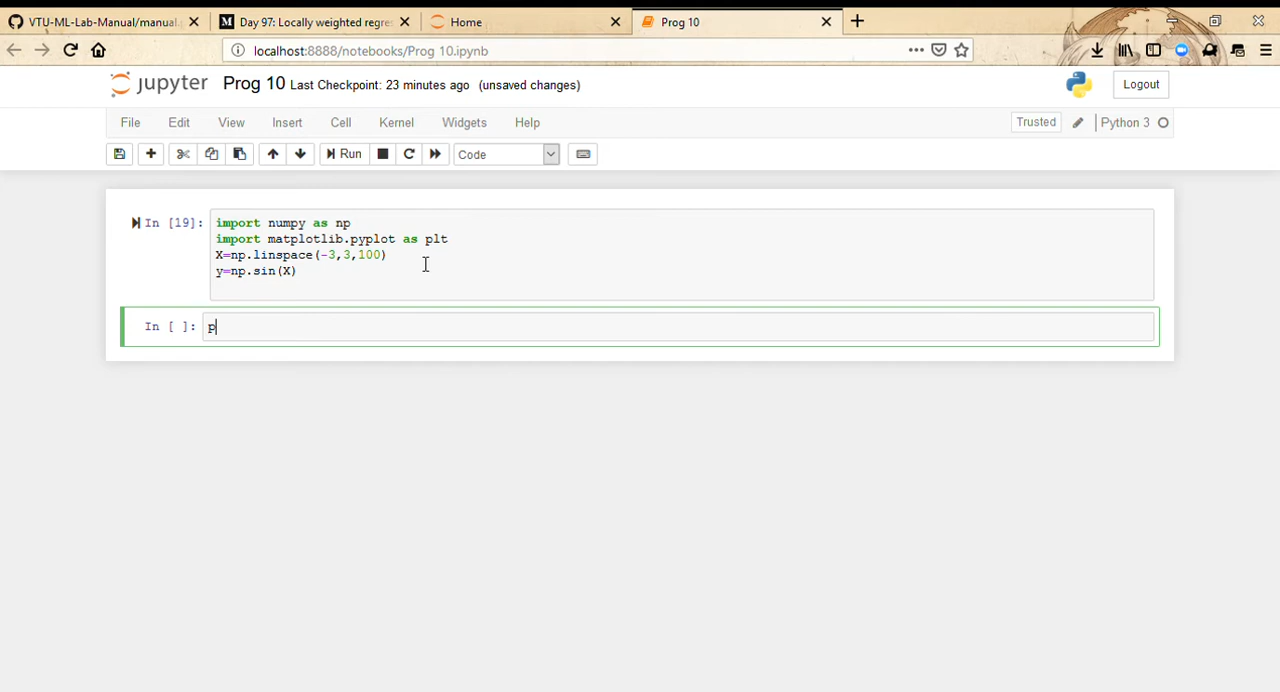 VTU-ML-Lab-Manual/manual.
M Day 97: Locally weighted regres
Home
Prog 10
localhost:8888/notebooks/Prog 10.ipynb
jupyter Prog 10 Last Checkpoint: 23 minutes ago (unsaved changes)
Logout
File Edit View Insert Cell Kernel Widgets Help
Trusted
Python 3
Run
Code
In [19]:
import numpy as np
import matplotlib.pyplot as plt
X=np.linspace(-3,3,100)
y=np.sin(X)
In [ ]:
p